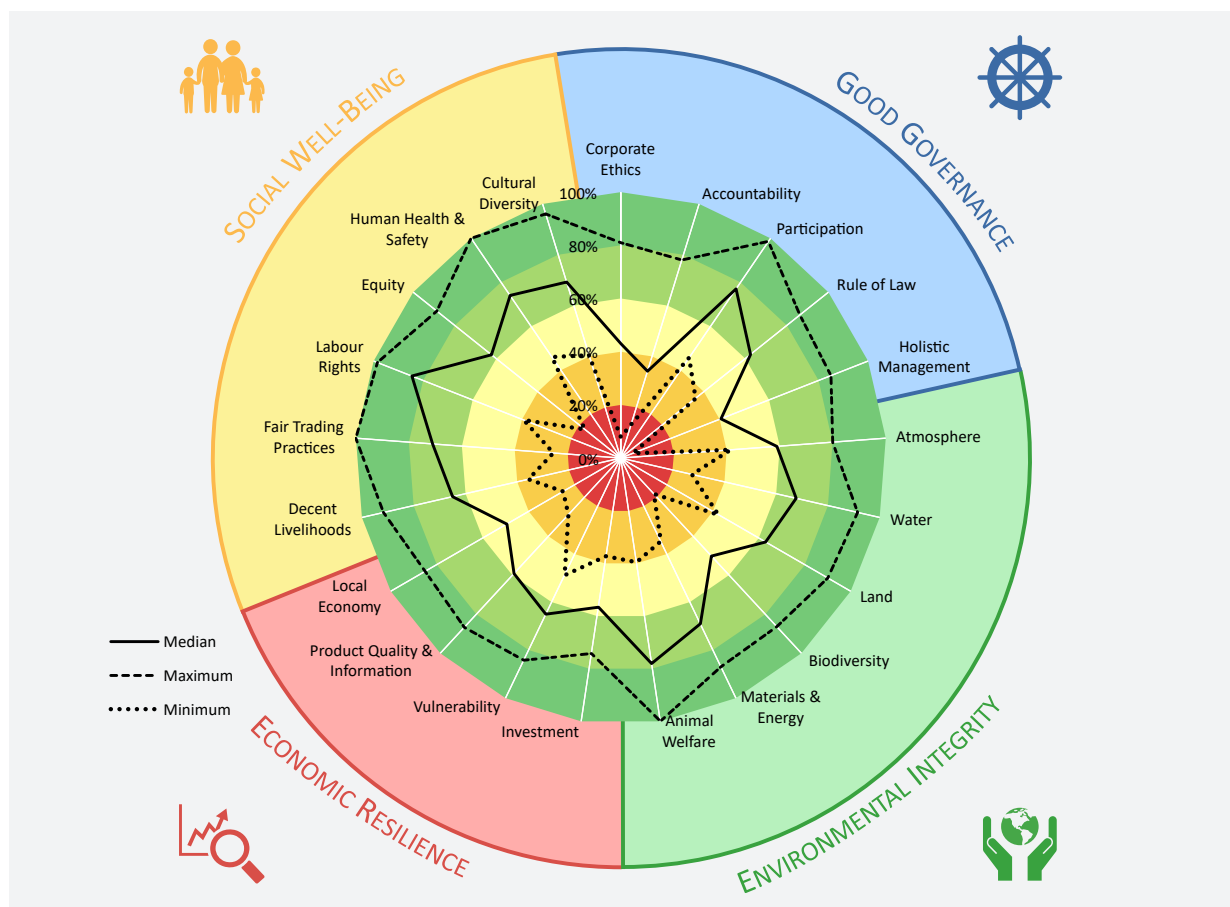 SOCIAL WELL-BEING
GOOD GOVERNANCE
Corporate
Ethics
Accountability
Participation
Rule of Law
Holistic
Management
Atmosphere
Water
Land
Biodiversity
Materials &
Energy
Animal
Welfare
Investment
Vulnerability
Product Quality &
Information
Local
Economy
Decent
Livelihoods
Fair Trading
Practices
Labour
Rights
Equity
Human Health &
Safety
Cultural
Diversity
100%
80%
60%
40%
20%
0%
Median
Maximum
Minimum
ECONOMIC RESILIENCE
ENVIRONMENTAL INTEGRITY